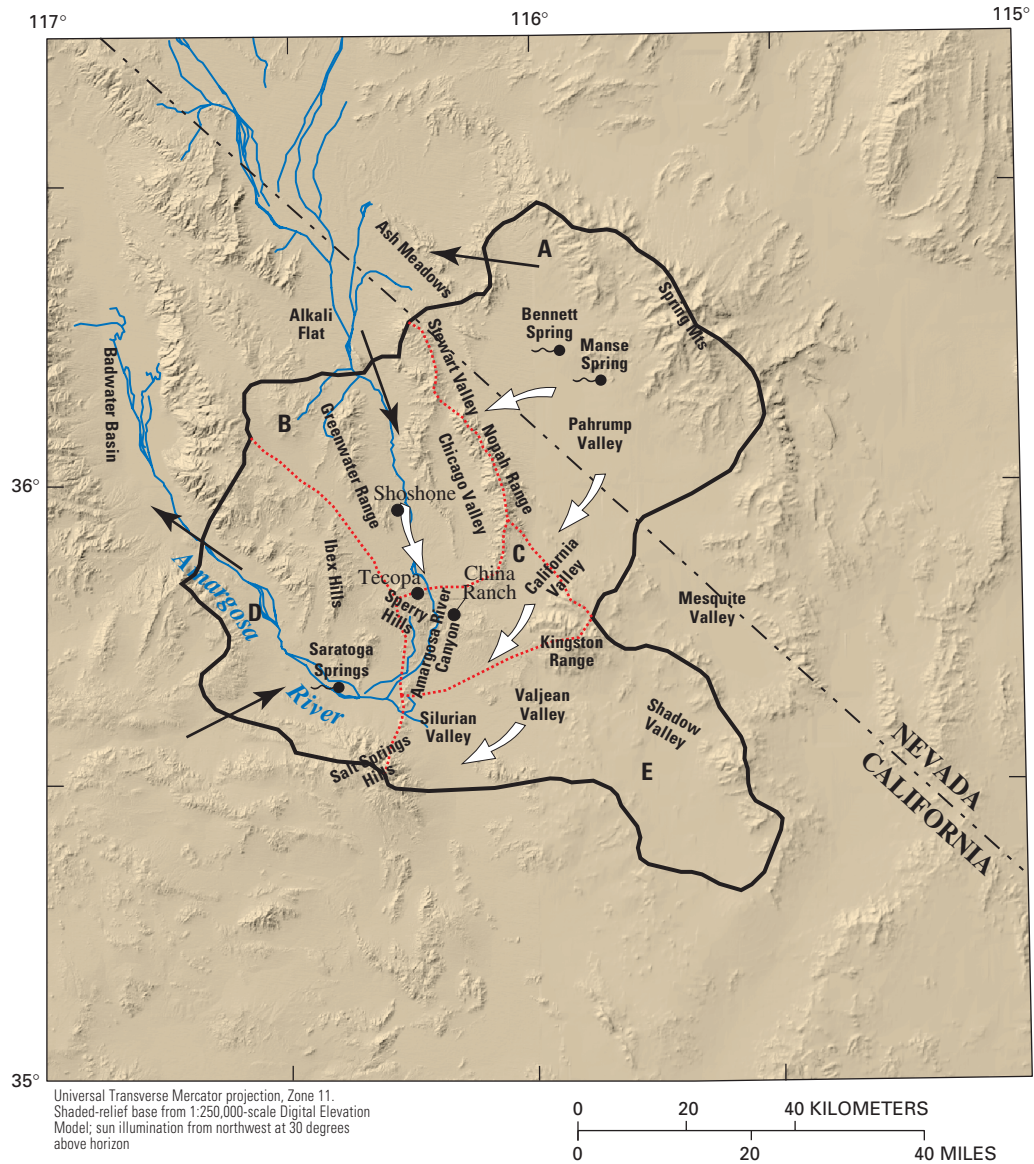 117°
116°
115°
Ash Meadows
A
Spring Mts
Bennett
Spring
Manse
Spring
Alkali
Flat
Stewart Valley
Badwater Basin
B
Greenwater Range
Pahrump
Valley
Nopah Range
Chicago Valley
36°
Shoshone
Ibex Hills
C
California
Valley
Tecopa
China
Ranch
Sperry
Hills
Amargosa River
Canyon
Mesquite
Valley
Amargosa
River
D
Kingston
Range
Saratoga
Springs
Silurian
Valley
Valjean
Valley
Shadow
Valley
Salt Springs
Hills
E
NEVADA
CALIFORNIA
35°
Universal Transverse Mercator projection, Zone 11.
Shaded-relief base from 1:250,000-scale Digital Elevation
Model; sun illumination from northwest at 30 degrees
above horizon
0 20 40 KILOMETERS
0 20 40 MILES